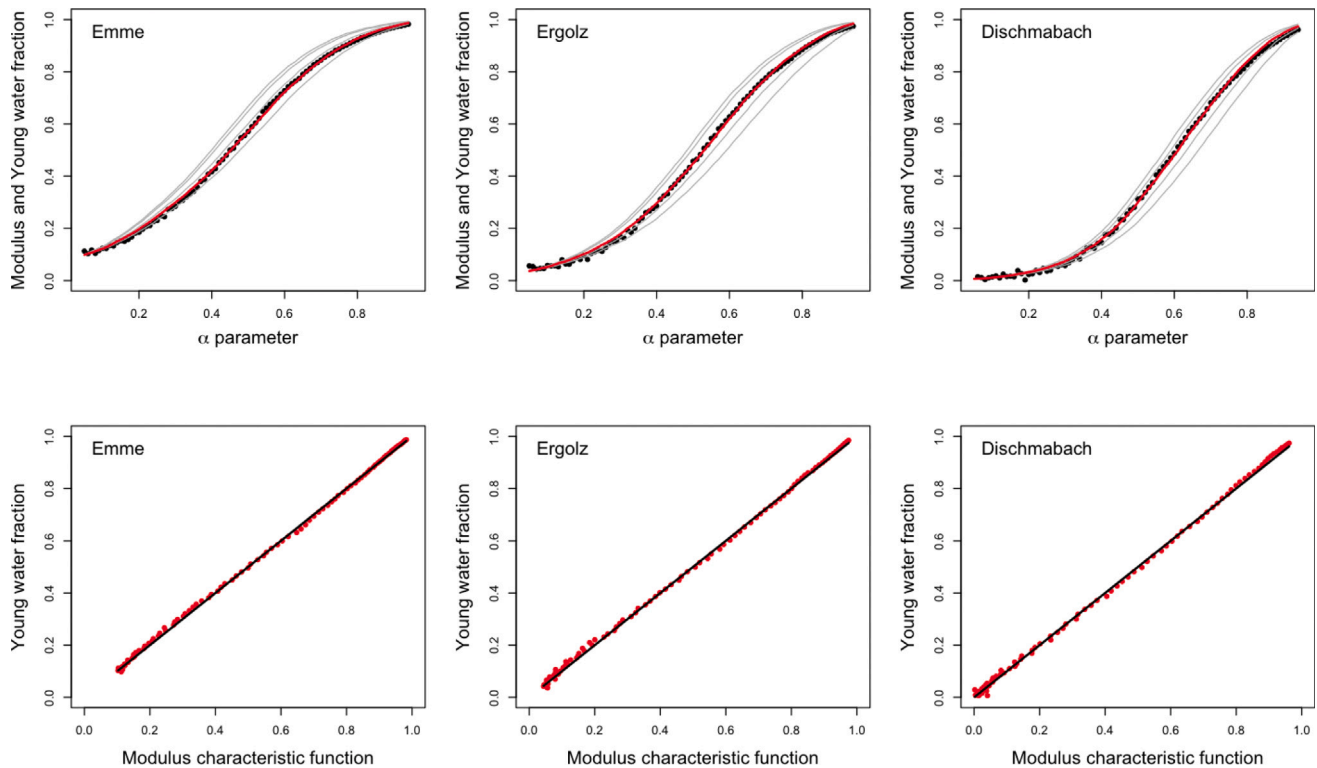 Modulus and Young water fraction
1.0
0.8
0.6
0.4
0.2
0.0
Emme
0.2 0.4 0.6 0.8
α parameter
Modulus and Young water fraction
1.0
0.8
0.6
0.4
0.2
0.0
Ergolz
0.2 0.4 0.6 0.8
α parameter
Modulus and Young water fraction
1.0
0.8
0.6
0.4
0.2
0.0
Dischmabach
0.2 0.4 0.6 0.8
α parameter
Young water fraction
1.0
0.8
0.6
0.4
0.2
0.0
Emme
0.0 0.2 0.4 0.6 0.8 1.0
Modulus characteristic function
Young water fraction
1.0
0.8
0.6
0.4
0.2
0.0
Ergolz
0.0 0.2 0.4 0.6 0.8 1.0
Modulus characteristic function
Young water fraction
1.0
0.8
0.6
0.4
0.2
0.0
Dischmabach
0.0 0.2 0.4 0.6 0.8 1.0
Modulus characteristic function